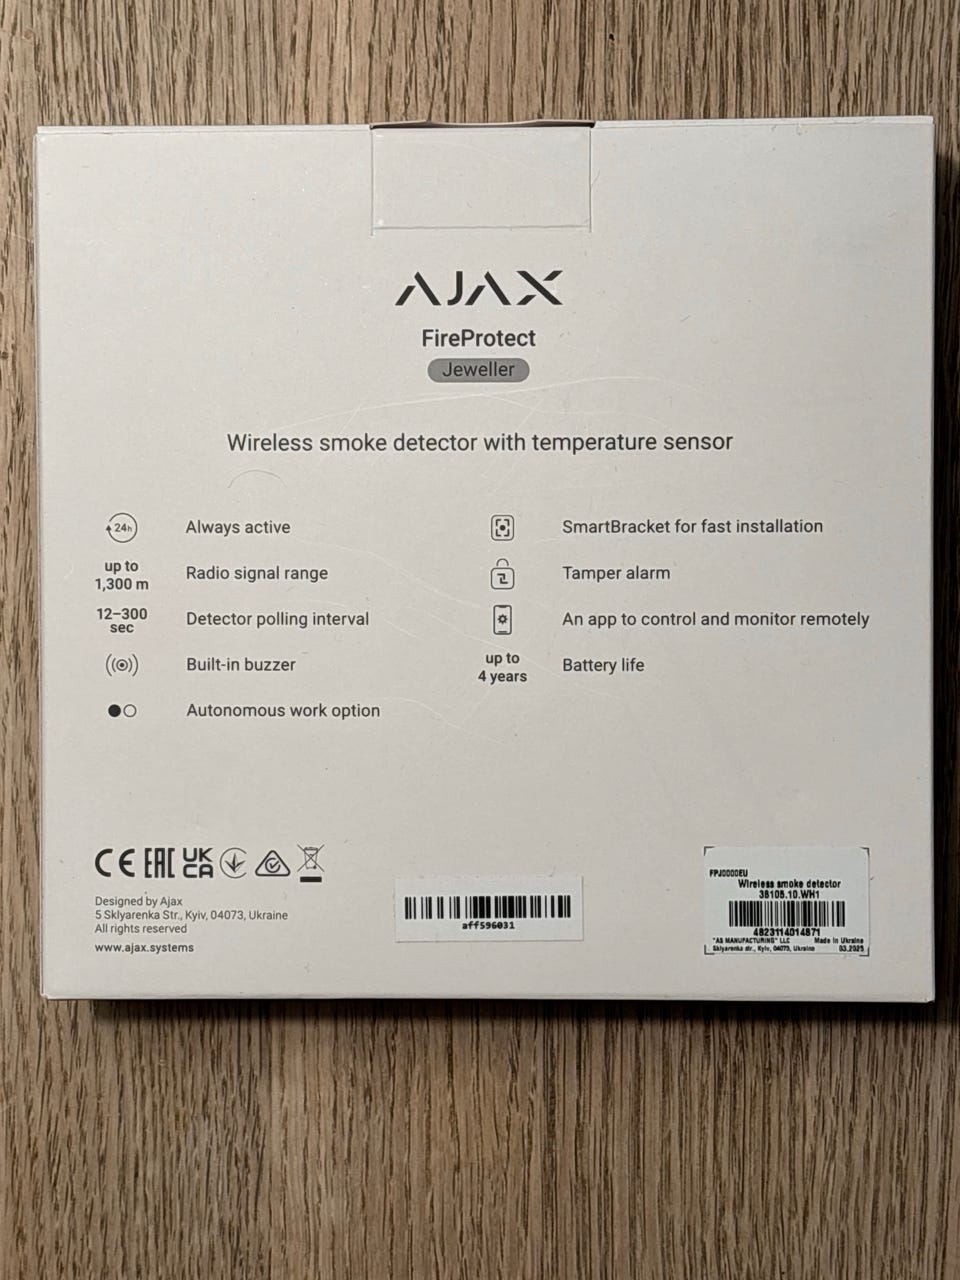 AJAX
FireProtect
Jeweller
Wireless smoke detector with temperature sensor
24h
Always active
up to
1,300 m
Radio signal range
12–300
sec
Detector polling interval
Built-in buzzer
Autonomous work option
SmartBracket for fast installation
Tamper alarm
An app to control and monitor remotely
up to
4 years
Battery life
CE EAC UK
CA
Designed by Ajax
5 Sklyarenka Str., Kyiv, 04073, Ukraine
All rights reserved
www.ajax.systems
aff596031
FPJ0000EU
Wireless smoke detector
38105.10.WH1
4823114014871
"AS MANUFACTURING" LLC Made in Ukraine
Sklyarenka str., Kyiv, 04073, Ukraine 03.2023